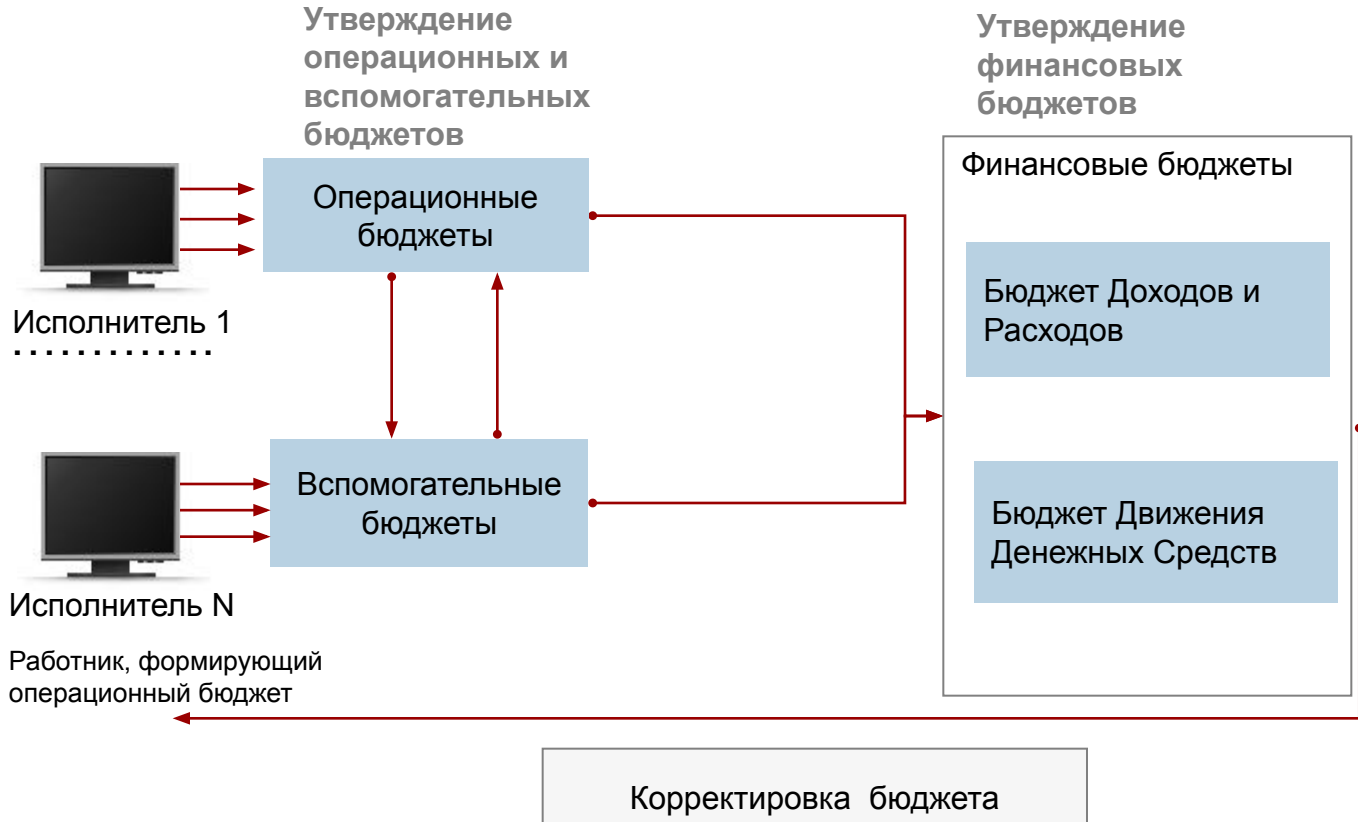 Утверждение
операционных и
вспомогательных
бюджетов
Утверждение
финансовых
бюджетов
Операционные
бюджеты
Исполнитель 1
.............
Вспомогательные
бюджеты
Исполнитель N
Работник, формирующий
операционный бюджет
Финансовые бюджеты
Бюджет Доходов и
Расходов
Бюджет Движения
Денежных Средств
Корректировка бюджета